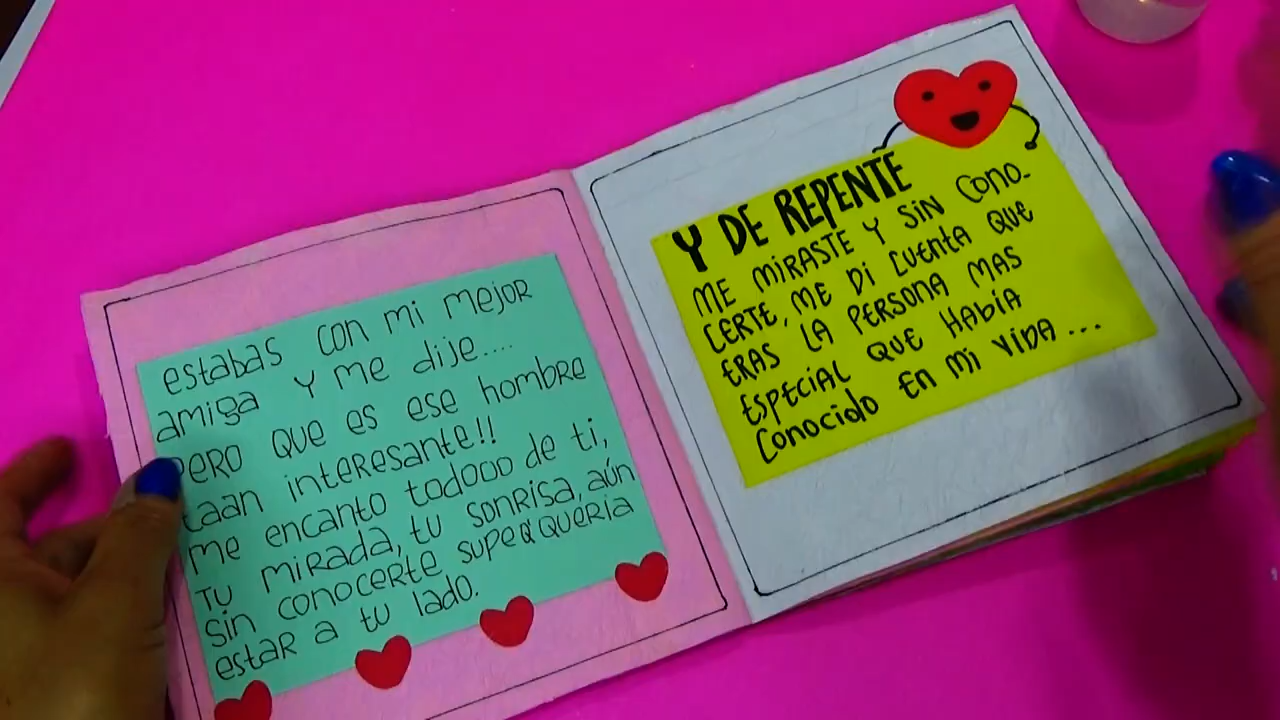 estabas con mi mejor
amiga y me dije....
pero que es ese hombre
taan interesante!!
me encanto todooo de ti,
Tu mirada, tu sonrisa, aún
sin conocerte supe q' queria
estar a tu lado.
Y DE REPENTE
ME MIRASTE Y SIN CONO-
CERTE, ME DI CUENTA QUE
ERAS LA PERSONA MAS
ESPECIAL QUE HABÍA
CONOCIDO EN MI VIDA...